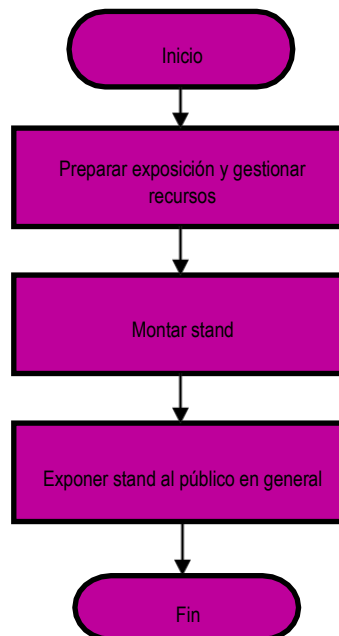 Inicio
Preparar exposición y gestionar
recursos
Montar stand
Exponer stand al público en general
Fin